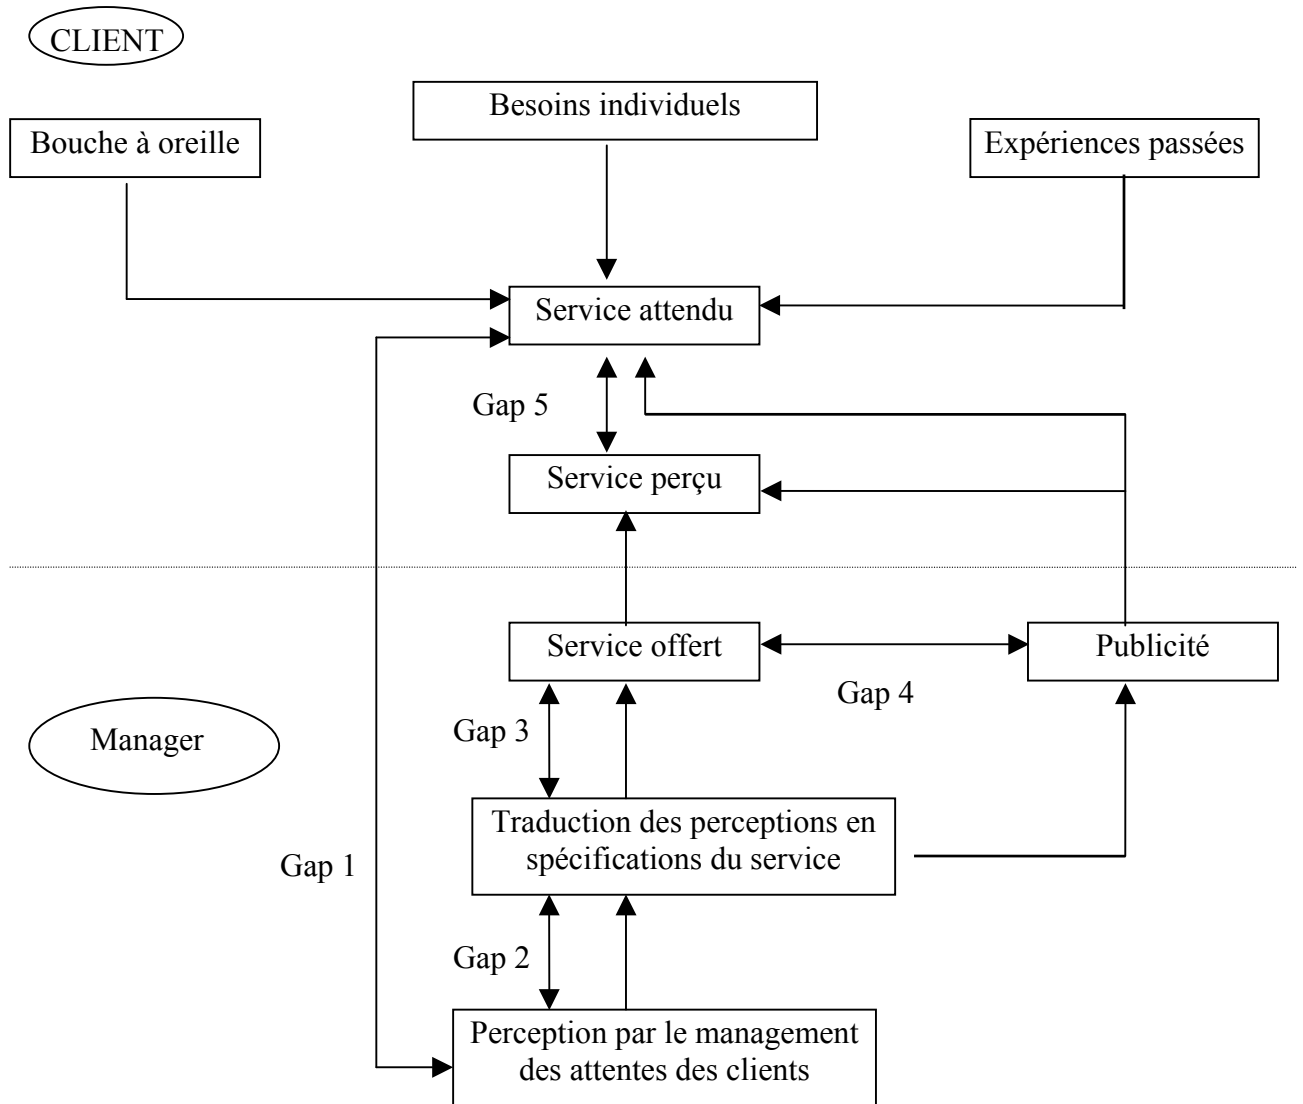 CLIENT
Besoins individuels
Bouche à oreille
Expériences passées
Service attendu
Gap 5
Service perçu
Service offert
Publicité
Gap 4
Gap 3
Manager
Traduction des perceptions en
spécifications du service
Gap 1
Gap 2
Perception par le management
des attentes des clients